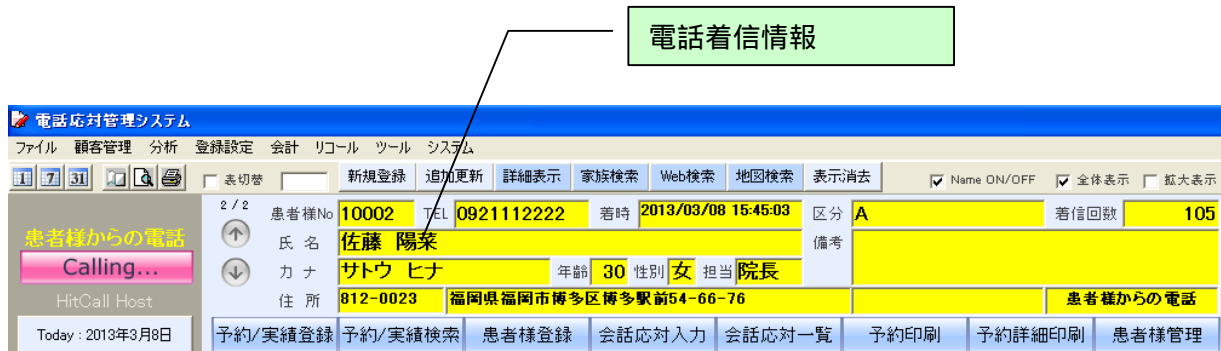 電話着信情報
電話応対管理システム
ファイル 顧客管理 分析 登録設定 会計 リコール ツール システム
1 7 31 表切替 新規登録 追加更新 詳細表示 家族検索 Web検索 地図検索 表示消去 Name ON/OFF 全体表示 拡大表示
2 / 2 患者様No 10002 TEL 0921112222 着時 2013/03/08 15:45:03 区分 A 着信回数 105
患者様からの電話 氏 名 佐藤 陽菜 備考
Calling... カ ナ サトウ ヒナ 年齢 30 性別 女 担当 院長
HitCall Host 住 所 812-0023 福岡県福岡市博多区博多駅前54-66-76 患者様からの電話
Today : 2013年3月8日 予約/実績登録 予約/実績検索 患者様登録 会話応対入力 会話応対一覧 予約印刷 予約詳細印刷 患者様管理